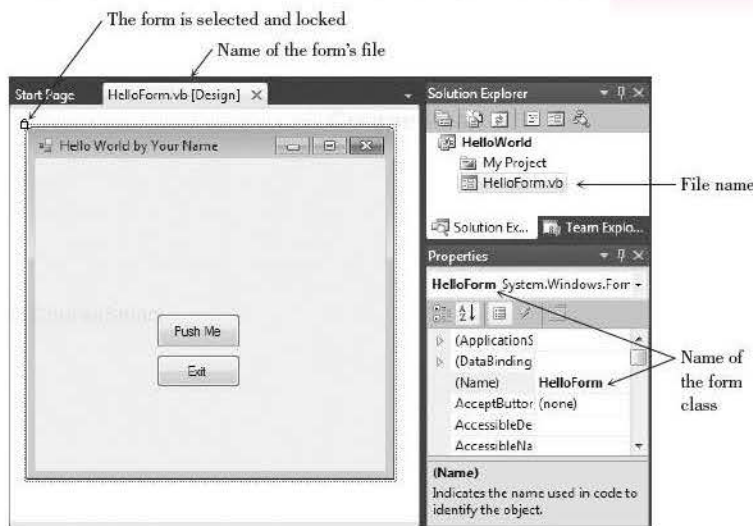 The form is selected and locked
Name of the form's file
Start Page
HelloForm.vb [Design]
Hello World by Your Name
Push Me
Exit
Solution Explorer
HelloWorld
My Project
HelloForm.vb
File name
Solution Ex...
Team Explo...
Properties
HelloForm System.Windows.Forr
(ApplicationS
(DataBinding
(Name) HelloForm
AcceptButtor (none)
AccessibleDe
AccessibleNa
Name of
the form
class
(Name)
Indicates the name used in code to
identify the object.